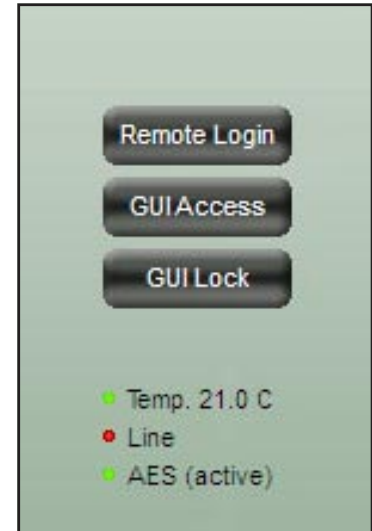 Remote Login
GUI Access
GUI Lock
Temp. 21.0 C
Line
AES (active)